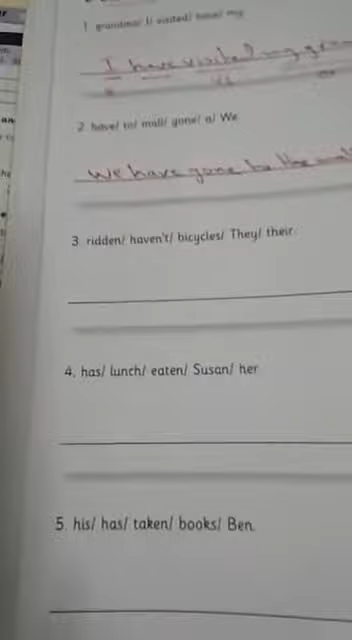 1. grandma/ I/ visited/ have/ my
I have visited my
2. have/ to/ mall/ gone/ a/ We
We have gone to the
3. ridden/ haven't/ bicycles/ They/ their.
4. has/ lunch/ eaten/ Susan/ her
5. his/ has/ taken/ books/ Ben.